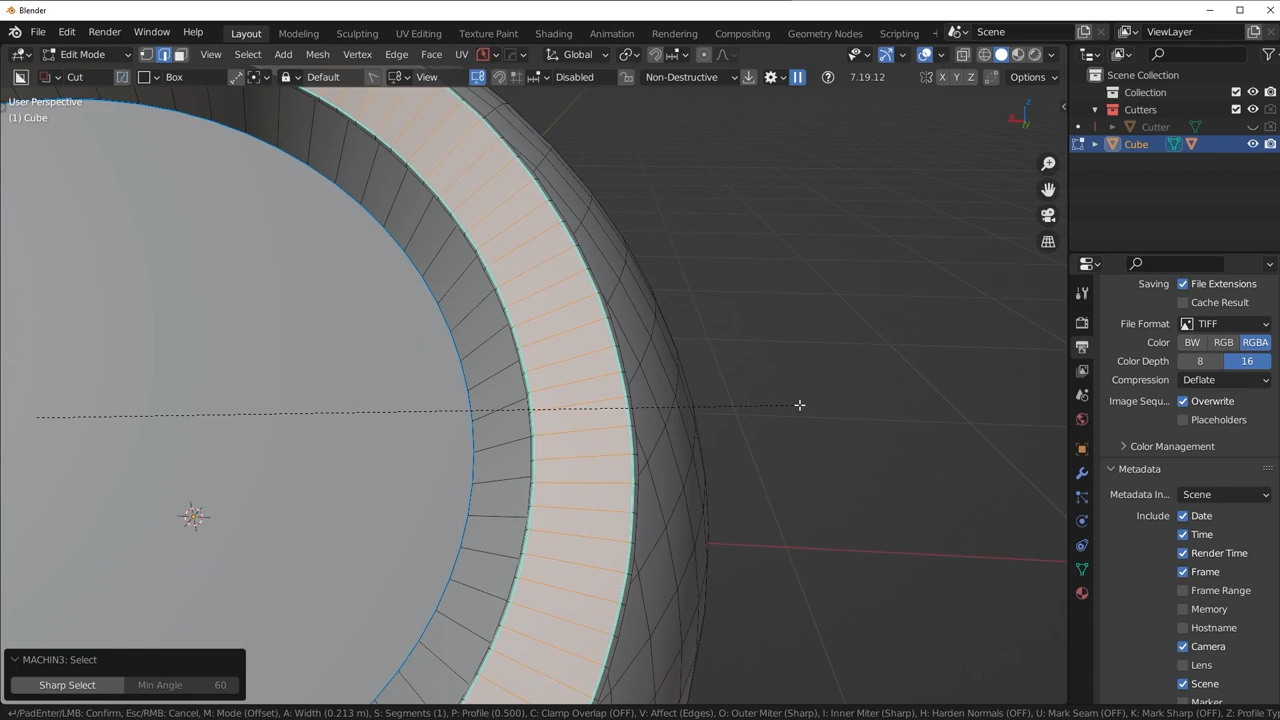 Blender
File Edit Render Window Help Layout Modeling Sculpting UV Editing Texture Paint Shading Animation Rendering Compositing Geometry Nodes Scripting + Scene ViewLayer
Edit Mode View Select Add Mesh Vertex Edge Face UV Global
Cut Box Default View Disabled Non-Destructive 7.19.12 X Y Z Options
User Perspective
(1) Cube
Scene Collection
Collection
Cutters
Cutter
Cube
Saving File Extensions
Cache Result
File Format TIFF
Color BW RGB RGBA
Color Depth 8 16
Compression Deflate
Image Sequ... Overwrite
Placeholders
Color Management
Metadata
Metadata In... Scene
Include Date
Time
Render Time
Frame
Frame Range
Memory
Hostname
Camera
Lens
Scene
Marker
MACHIN3: Select
Sharp Select Min Angle 60
↵/PadEnter/LMB: Confirm, Esc/RMB: Cancel, M: Mode (Offset), A: Width (0.213 m), S: Segments (1), P: Profile (0.500), C: Clamp Overlap (OFF), V: Affect (Edges), O: Outer Miter (Sharp), I: Inner Miter (Sharp), H: Harden Normals (OFF), U: Mark Seam (OFF), K: Mark Sharp (OFF), Z: Profile Ty